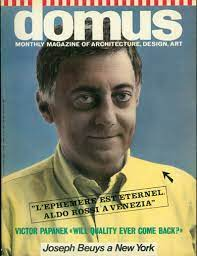 domus
MONTHLY MAGAZINE OF ARCHITECTURE, DESIGN, ART
"L'EPHEMERE EST ETERNEL
ALDO ROSSI A VENEZIA"
VICTOR PAPANEK «WILL QUALITY EVER COME BACK?»
Joseph Beuys a New York